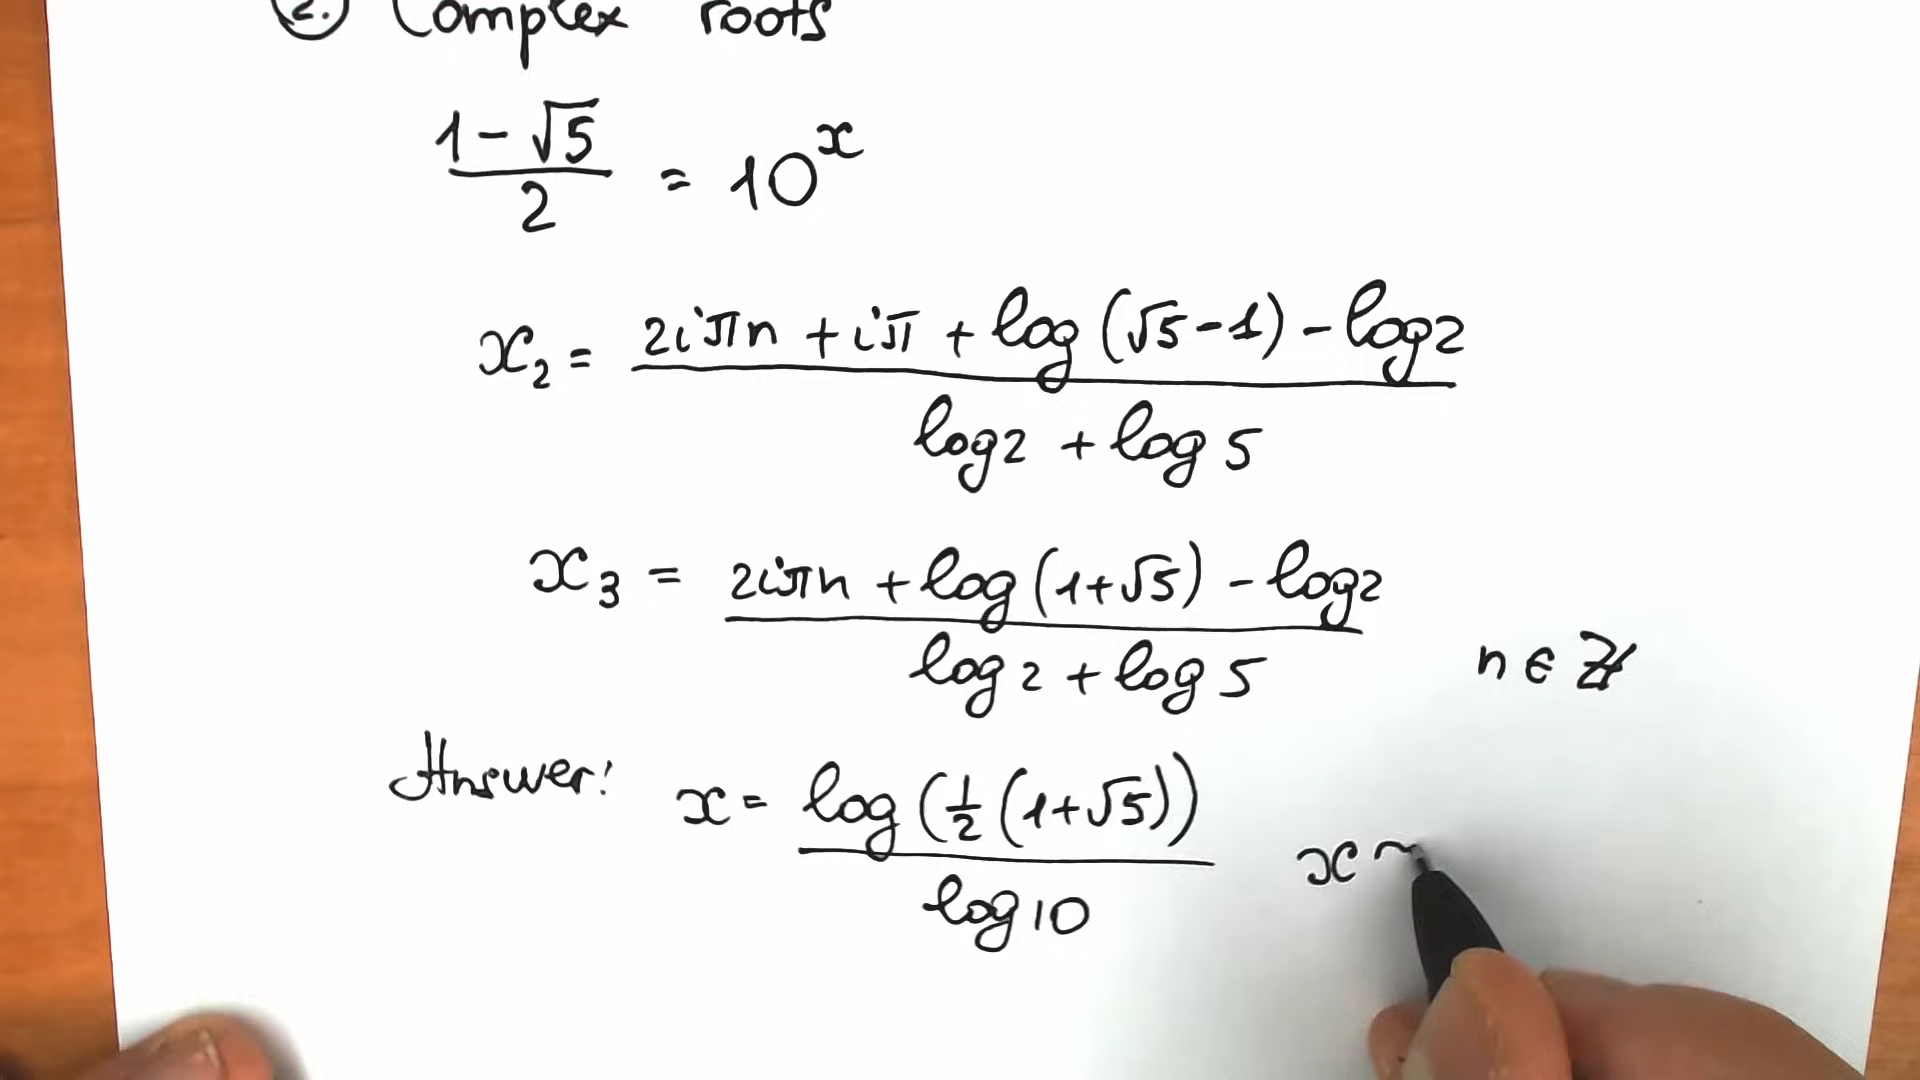 2. Complex roots
(1-√5)/2 = 10^x
x₂ = (2iπn + iπ + log(√5-1) - log2)/(log2 + log5)
x₃ = (2iπn + log(1+√5) - log2)/(log2 + log5) n∈ℤ
Answer: x = log(½(1+√5))/log10 x ~